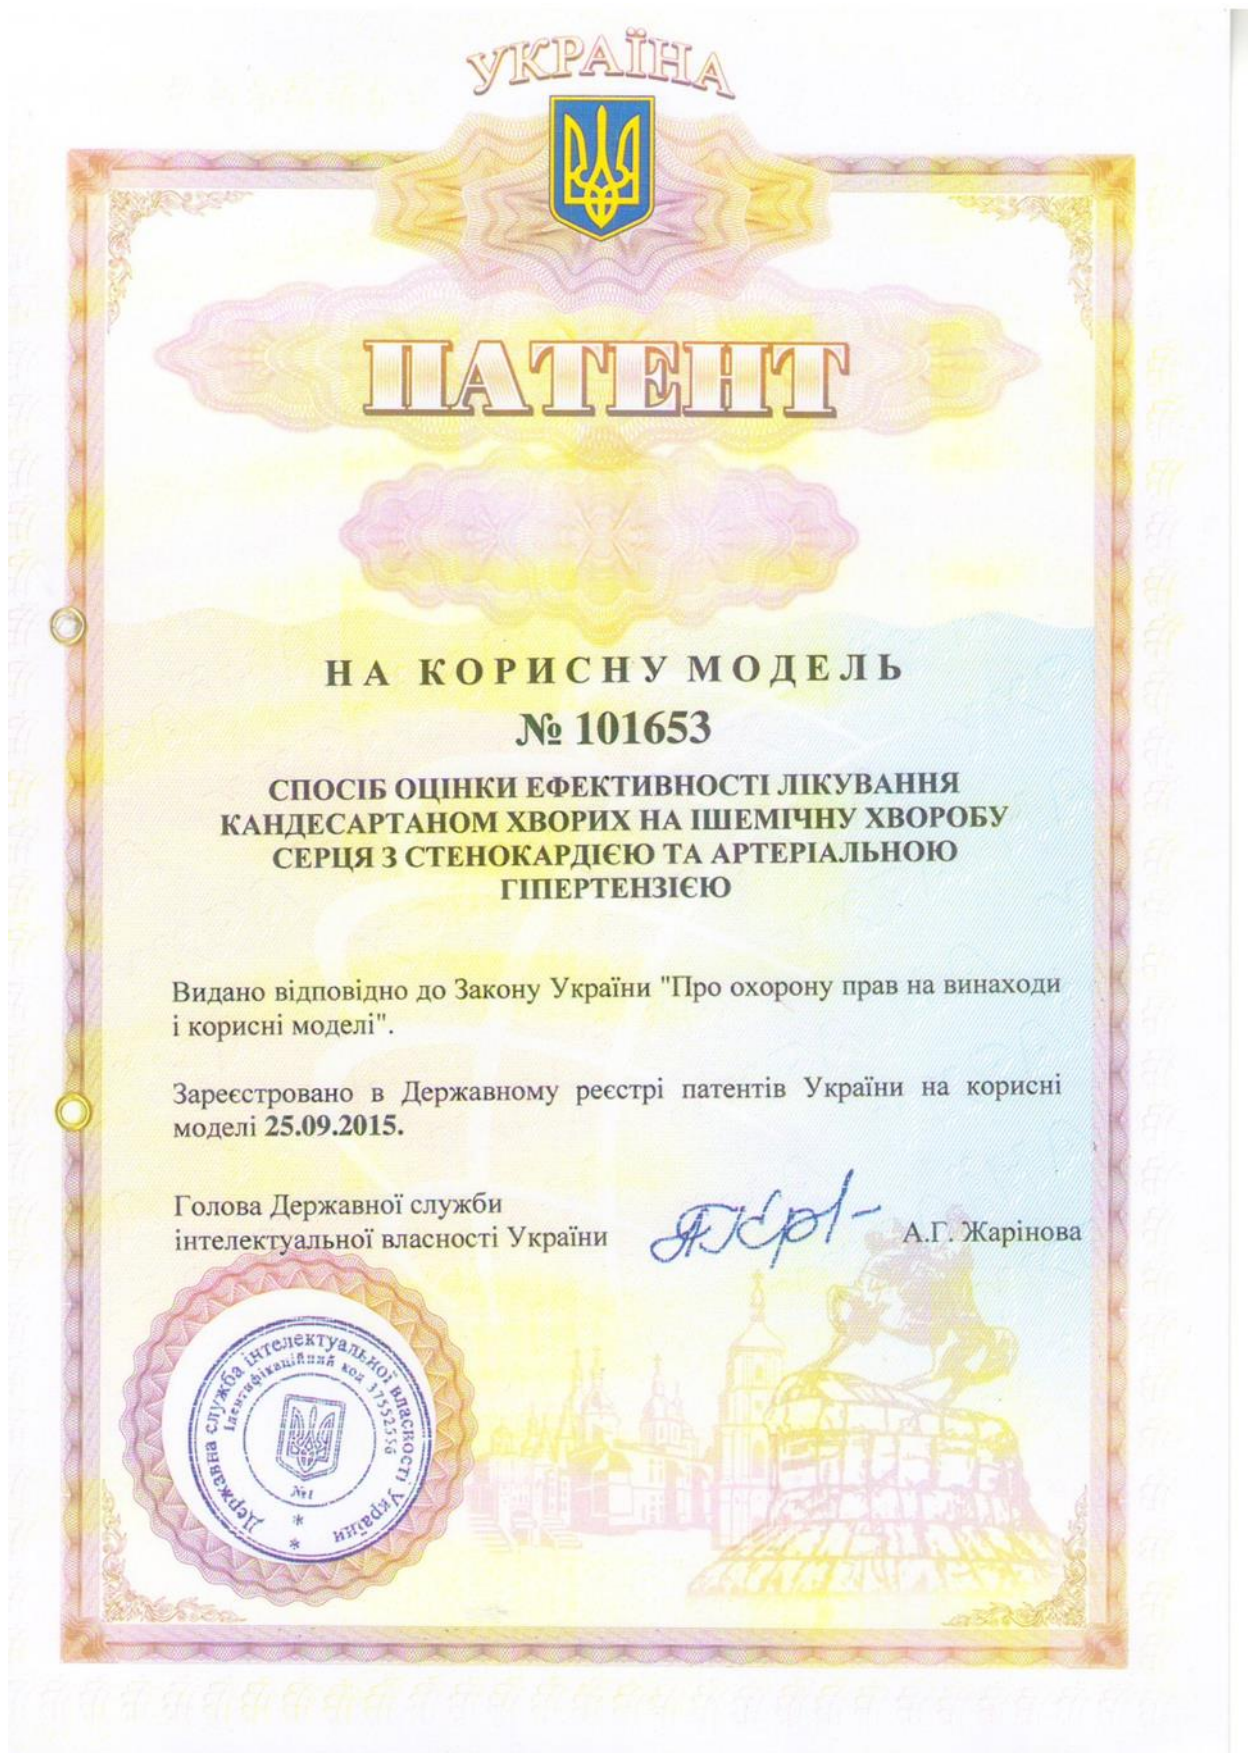 УКРАЇНА
ПАТЕНТ
НА КОРИСНУ МОДЕЛЬ
№ 101653
СПОСІБ ОЦІНКИ ЕФЕКТИВНОСТІ ЛІКУВАННЯ
КАНДЕСАРТАНОМ ХВОРИХ НА ІШЕМІЧНУ ХВОРОБУ
СЕРЦЯ З СТЕНОКАРДІЄЮ ТА АРТЕРІАЛЬНОЮ
ГІПЕРТЕНЗІЄЮ
Видано відповідно до Закону України "Про охорону прав на винаходи
і корисні моделі".
Зареєстровано в Державному реєстрі патентів України на корисні
моделі 25.09.2015.
Голова Державної служби
інтелектуальної власності України
А.Г. Жарінова
Державна служба інтелектуальної власності України
Ідентифікаційний код 37552556
№1